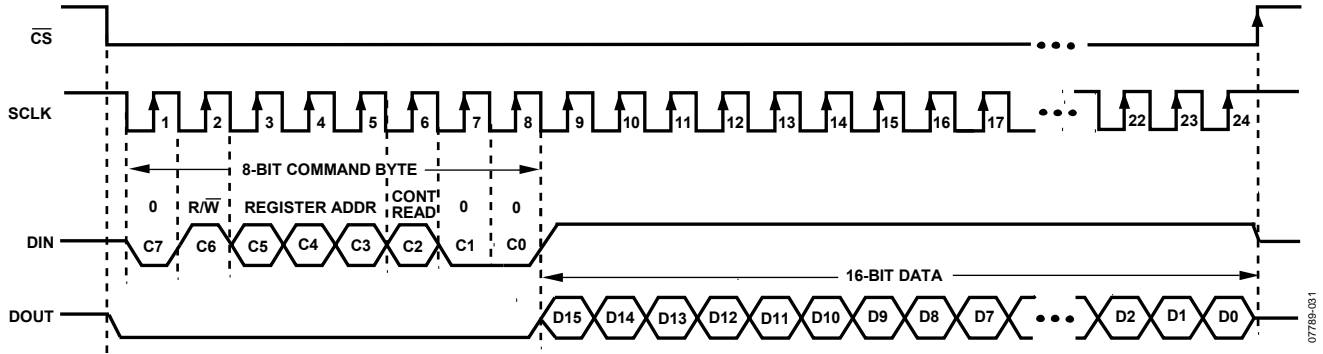 CS
SCLK
1 2 3 4 5 6 7 8 9 10 11 12 13 14 15 16 17 22 23 24
8-BIT COMMAND BYTE
0 R/W REGISTER ADDR CONT READ 0 0
DIN
C7 C6 C5 C4 C3 C2 C1 C0
16-BIT DATA
DOUT
D15 D14 D13 D12 D11 D10 D9 D8 D7 D2 D1 D0
07789-031